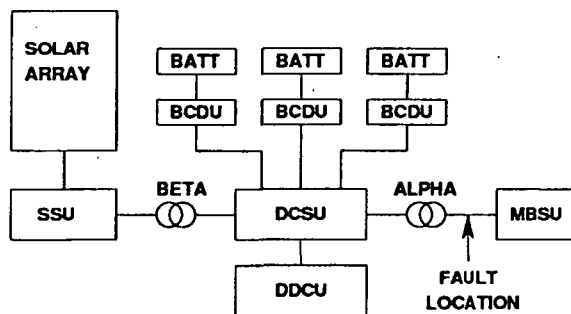 SOLAR
ARRAY
BATT
BATT
BATT
BCDU
BCDU
BCDU
BETA
ALPHA
SSU
DCSU
MBSU
DDCU
FAULT
LOCATION